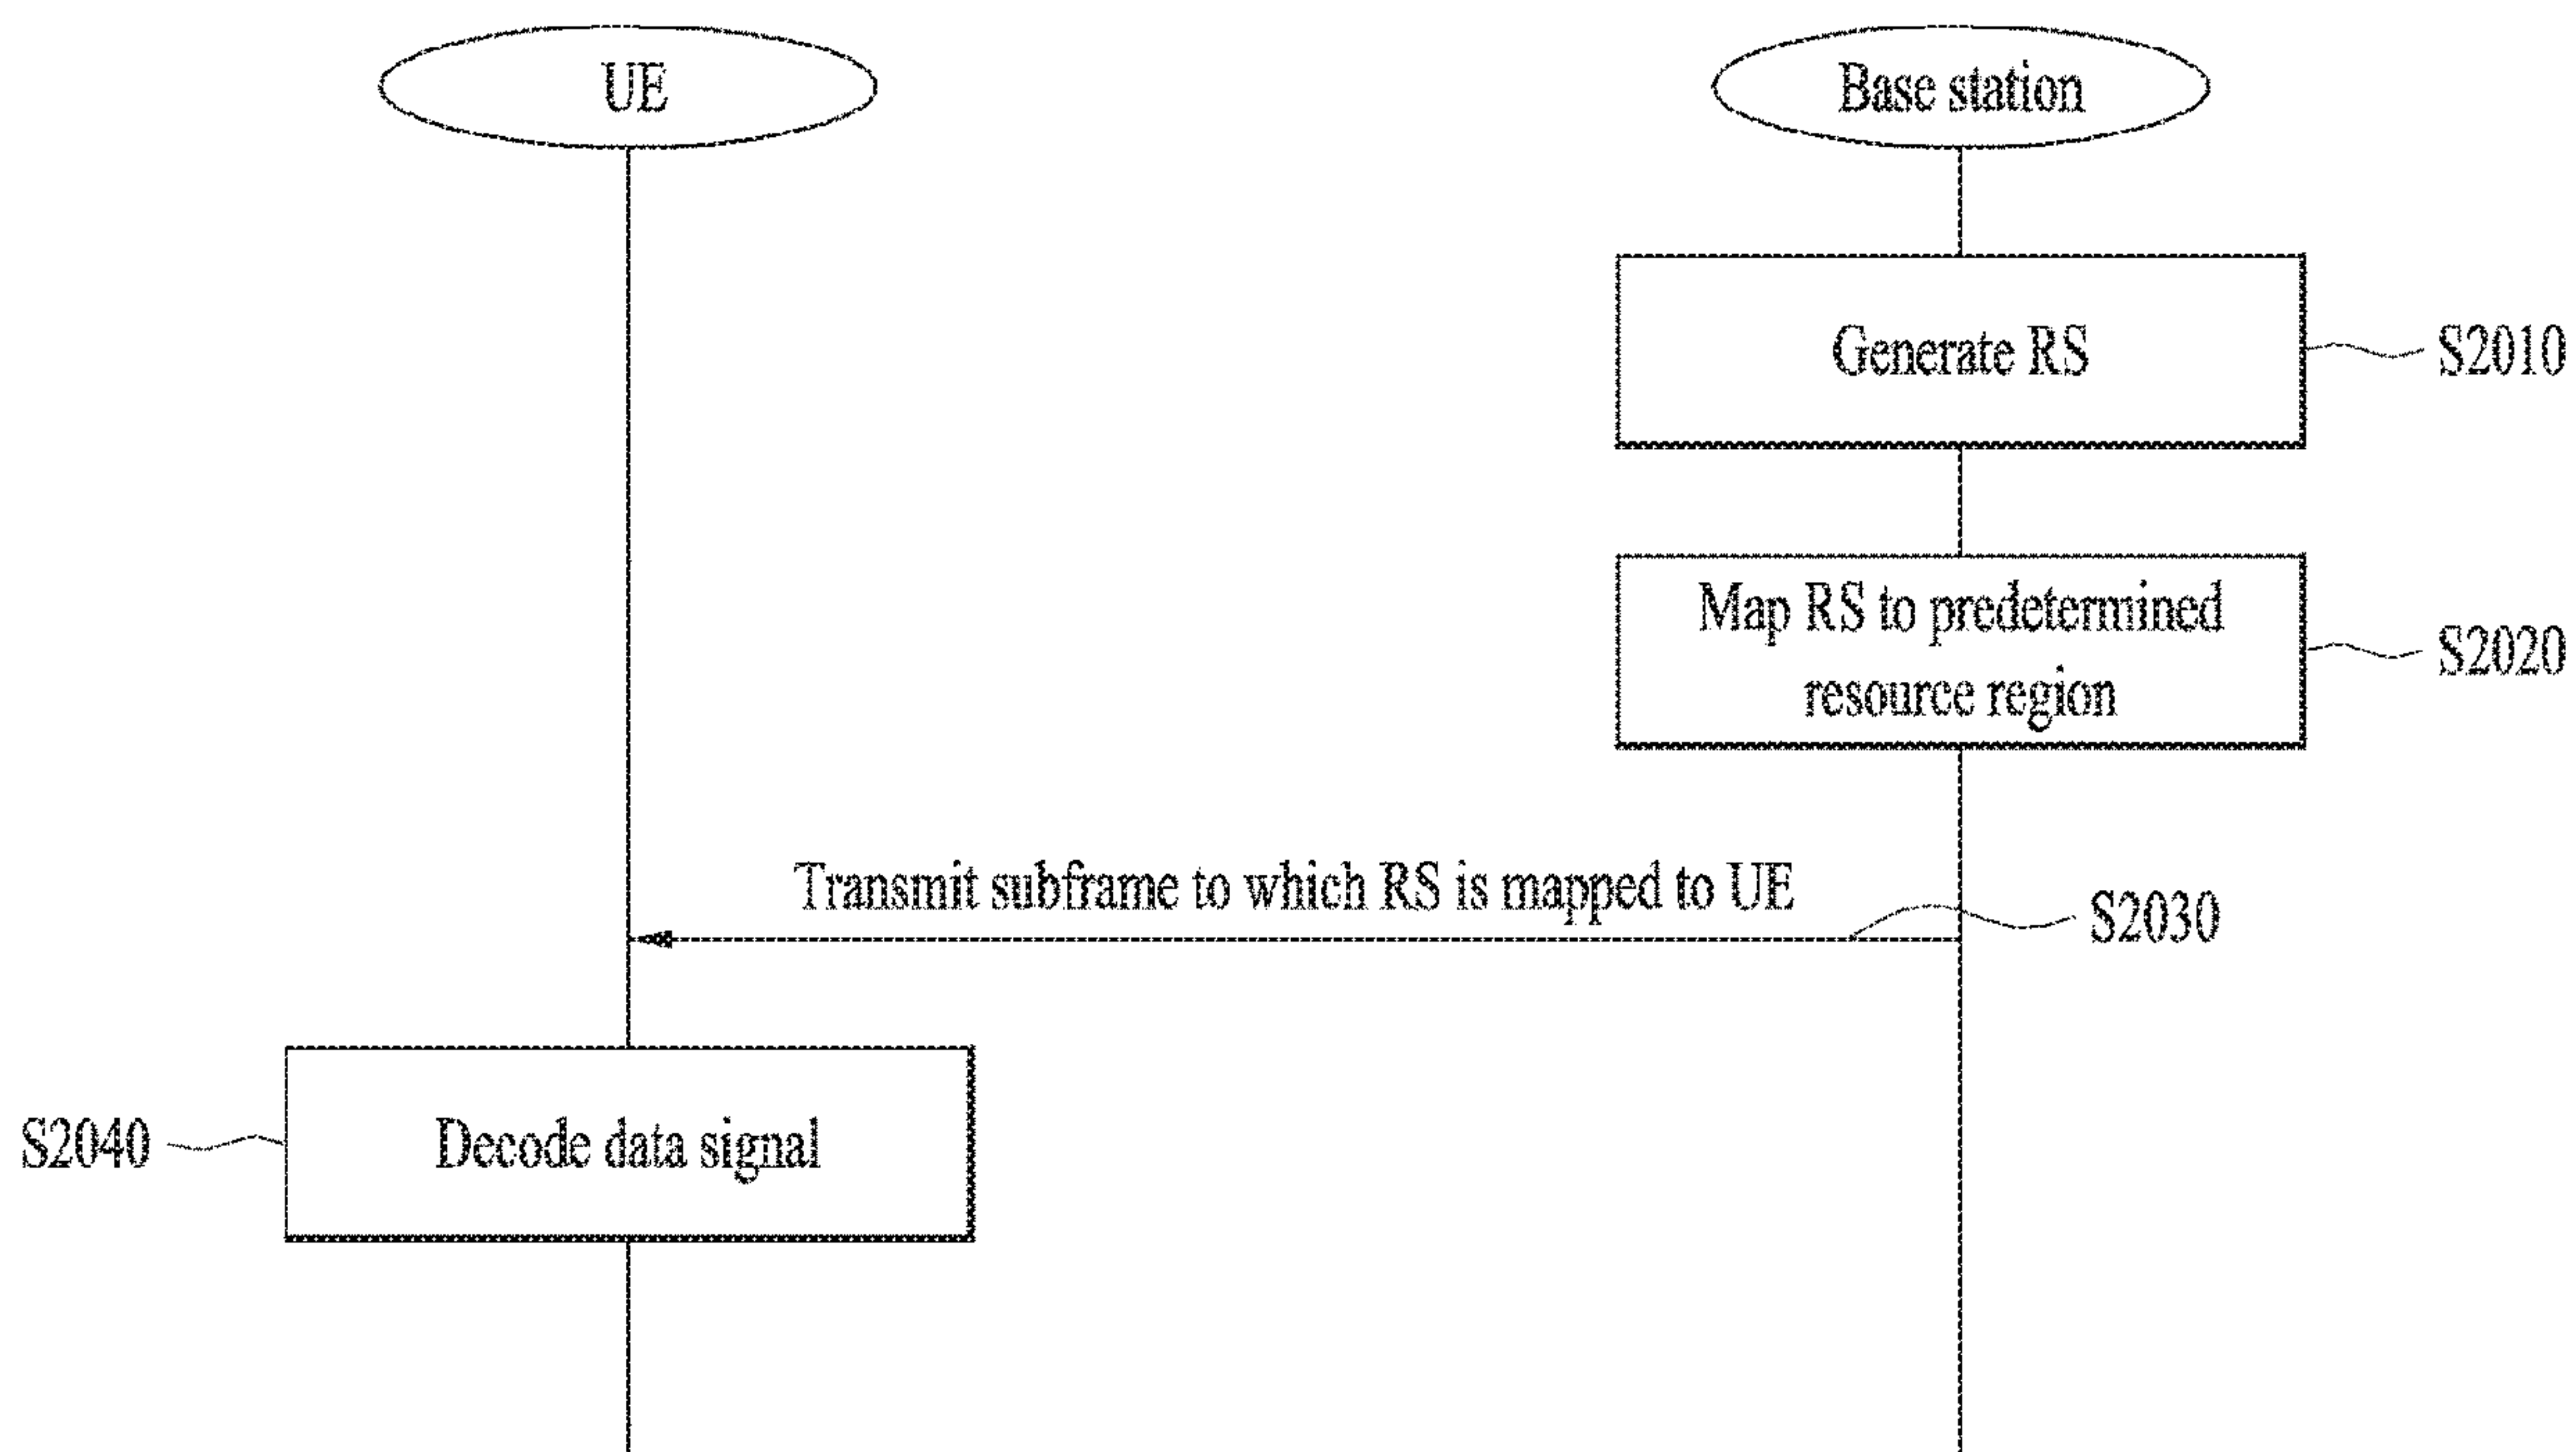 UE
Base station
Generate RS
S2010
Map RS to predetermined
resource region
S2020
Transmit subframe to which RS is mapped to UE
S2030
S2040
Decode data signal